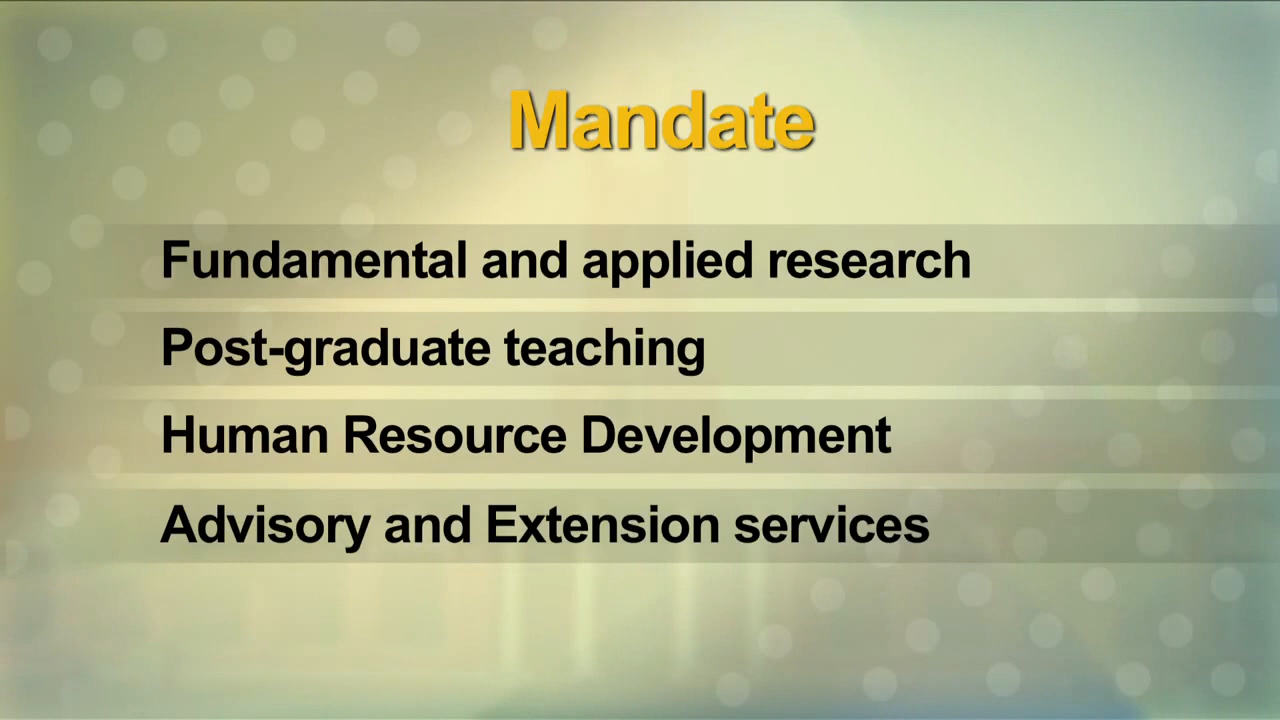 Mandate
Fundamental and applied research
Post-graduate teaching
Human Resource Development
Advisory and Extension services